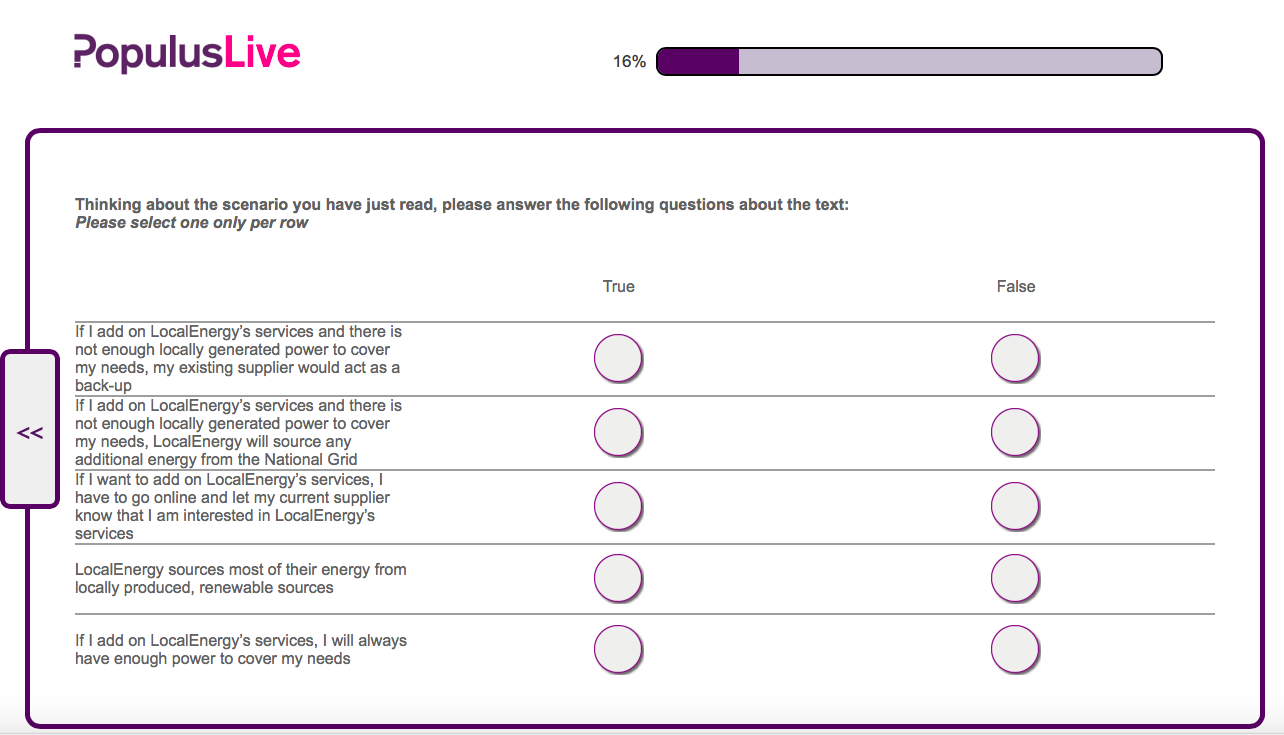 PopulusLive
16%
Thinking about the scenario you have just read, please answer the following questions about the text:
Please select one only per row
True
False
If I add on LocalEnergy’s services and there is
not enough locally generated power to cover
my needs, my existing supplier would act as a
back-up
If I add on LocalEnergy’s services and there is
not enough locally generated power to cover
my needs, LocalEnergy will source any
additional energy from the National Grid
If I want to add on LocalEnergy’s services, I
have to go online and let my current supplier
know that I am interested in LocalEnergy’s
services
<<
LocalEnergy sources most of their energy from
locally produced, renewable sources
If I add on LocalEnergy’s services, I will always
have enough power to cover my needs